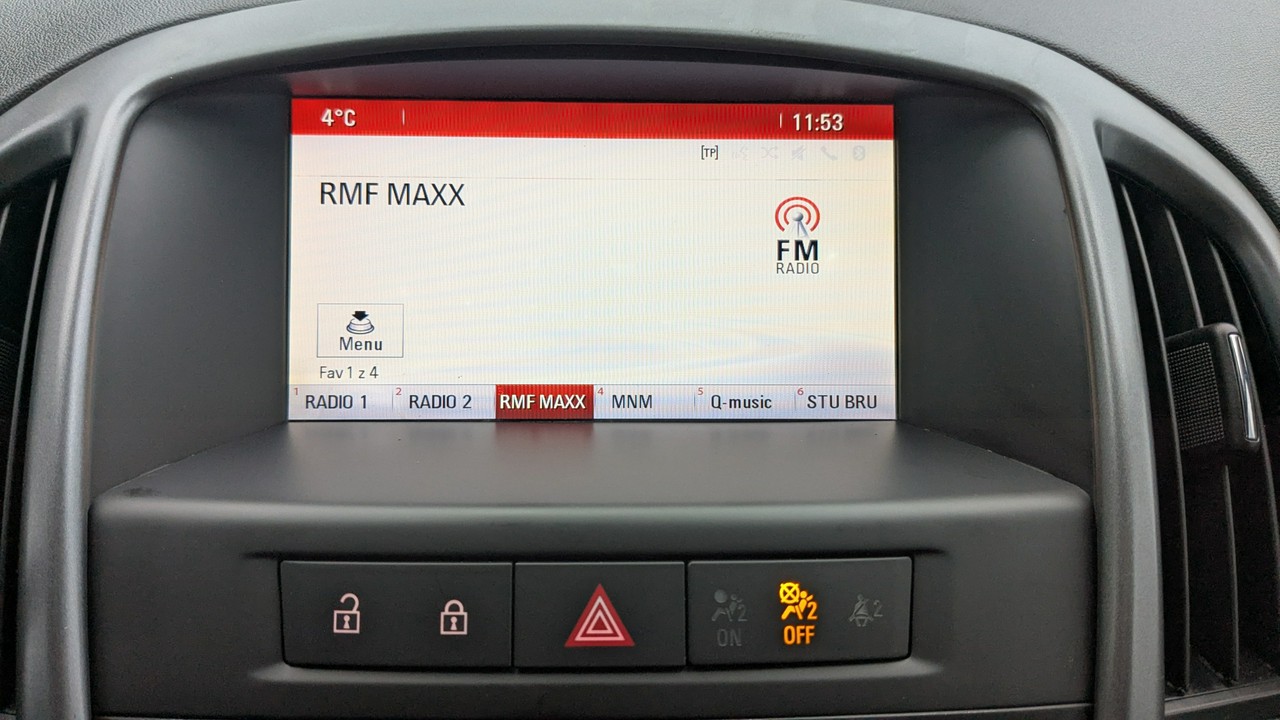 4°C 11:53
[TP]
RMF MAXX
FM
RADIO
Menu
Fav 1 z 4
1 RADIO 1 2 RADIO 2 RMF MAXX 4 MNM 5 Q-music 6 STU BRU
2 2 2
ON OFF